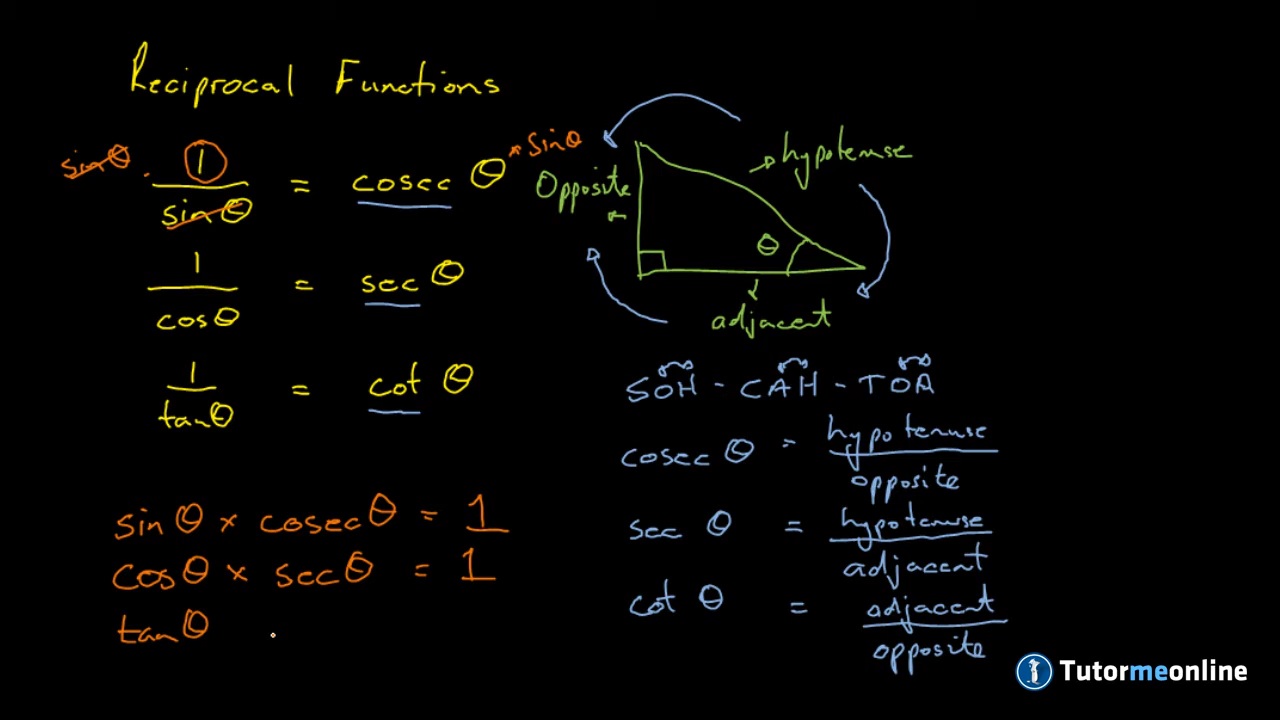 Reciprocal Functions
sinθ . 1/sinθ = cosec θ * sinθ
1/cosθ = sec θ
1/tanθ = cot θ
sinθ × cosecθ = 1
cosθ × secθ = 1
tanθ
hypotenuse
Opposite
θ
adjacent
SOH - CAH - TOA
cosec θ = hypotenuse/opposite
sec θ = hypotenuse/adjacent
cot θ = adjacent/opposite
Tutormeonline